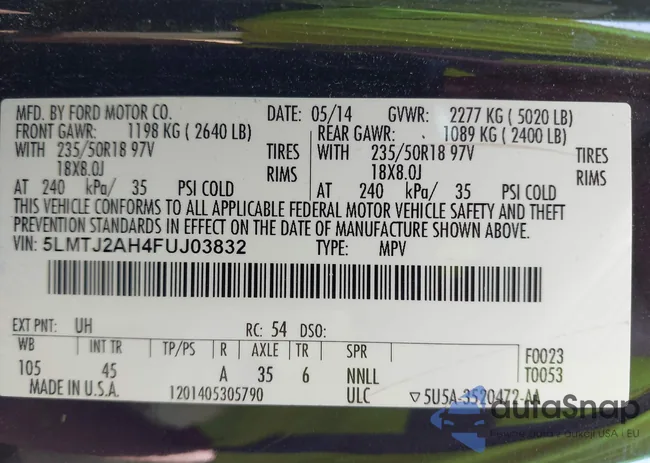 MFD. BY FORD MOTOR CO. DATE: 05/14 GVWR: 2277 KG ( 5020 LB)
FRONT GAWR: 1198 KG ( 2640 LB) REAR GAWR: 1089 KG ( 2400 LB)
WITH 235/50R18 97V TIRES WITH 235/50R18 97V TIRES
18X8.0J RIMS 18X8.0J RIMS
AT 240 kPa/ 35 PSI COLD AT 240 kPa/ 35 PSI COLD
THIS VEHICLE CONFORMS TO ALL APPLICABLE FEDERAL MOTOR VEHICLE SAFETY AND THEFT
PREVENTION STANDARDS IN EFFECT ON THE DATE OF MANUFACTURE SHOWN ABOVE.
VIN: 5LMTJ2AH4FUJ03832 TYPE: MPV
EXT PNT: UH RC: 54 DSO:
WB INT TR TP/PS R AXLE TR SPR F0023
105 45 A 35 6 NNLL T0053
MADE IN U.S.A. 1201405305790 ULC ▽5U5A-3520472-AA
autoSnap
USA i EU